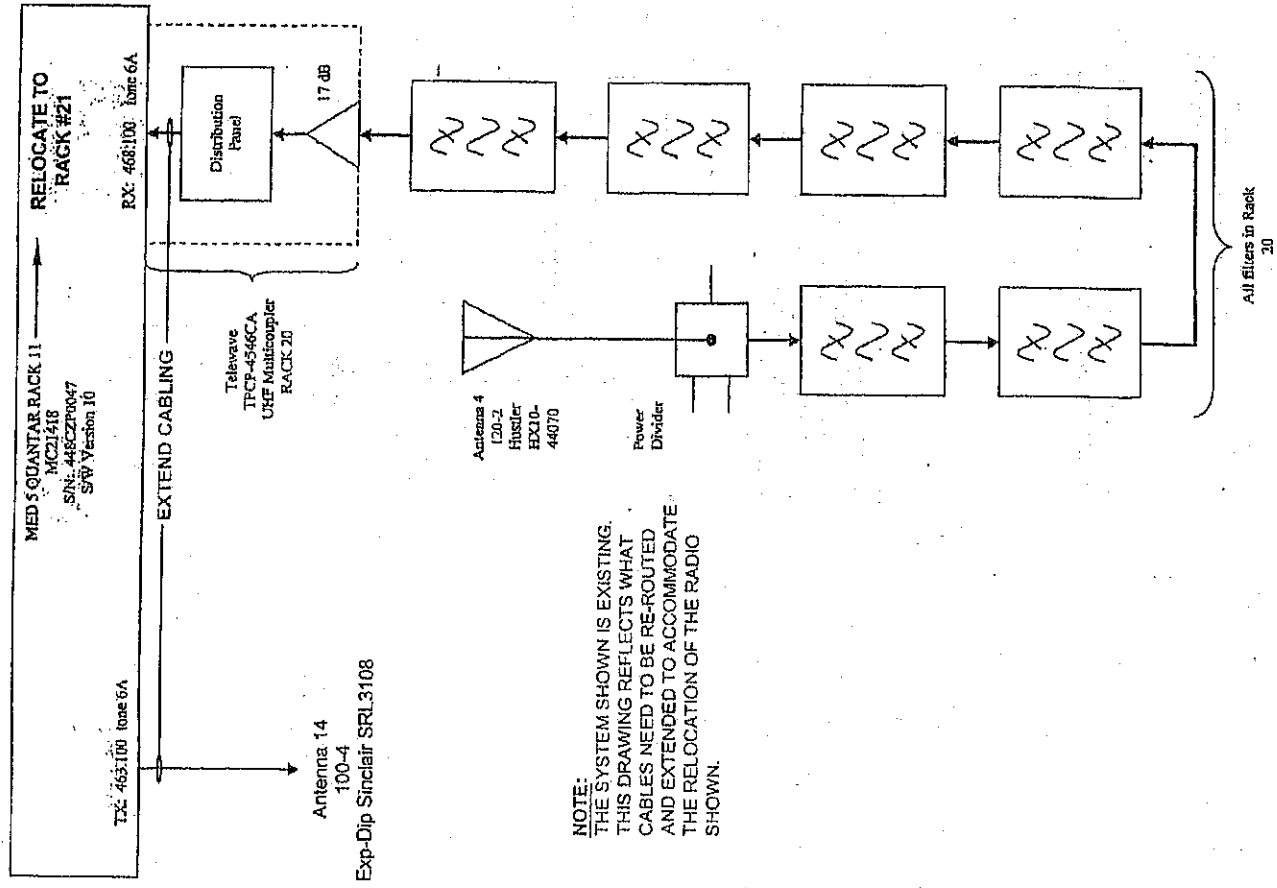 MED 5 QUANTAR RACK 11
MC21418
S/N: 448CZP0047
S/W Version 10
RELOCATE TO
RACK #21
TX: 463.100 tone 6A
RX: 468.100 tone 6A
EXTEND CABLING
Distribution
Panel
17 dB
Telewave
TPCP-4546CA
UHF Multicoupler
RACK 20
Antenna 14
100-4
Exp-Dip Sinclair SRL3108
Antenna 4
120-2
Hustler
HX10-
44070
Power
Divider
NOTE:
THE SYSTEM SHOWN IS EXISTING.
THIS DRAWING REFLECTS WHAT
CABLES NEED TO BE RE-ROUTED
AND EXTENDED TO ACCOMMODATE
THE RELOCATION OF THE RADIO
SHOWN.
All filters in Rack
20